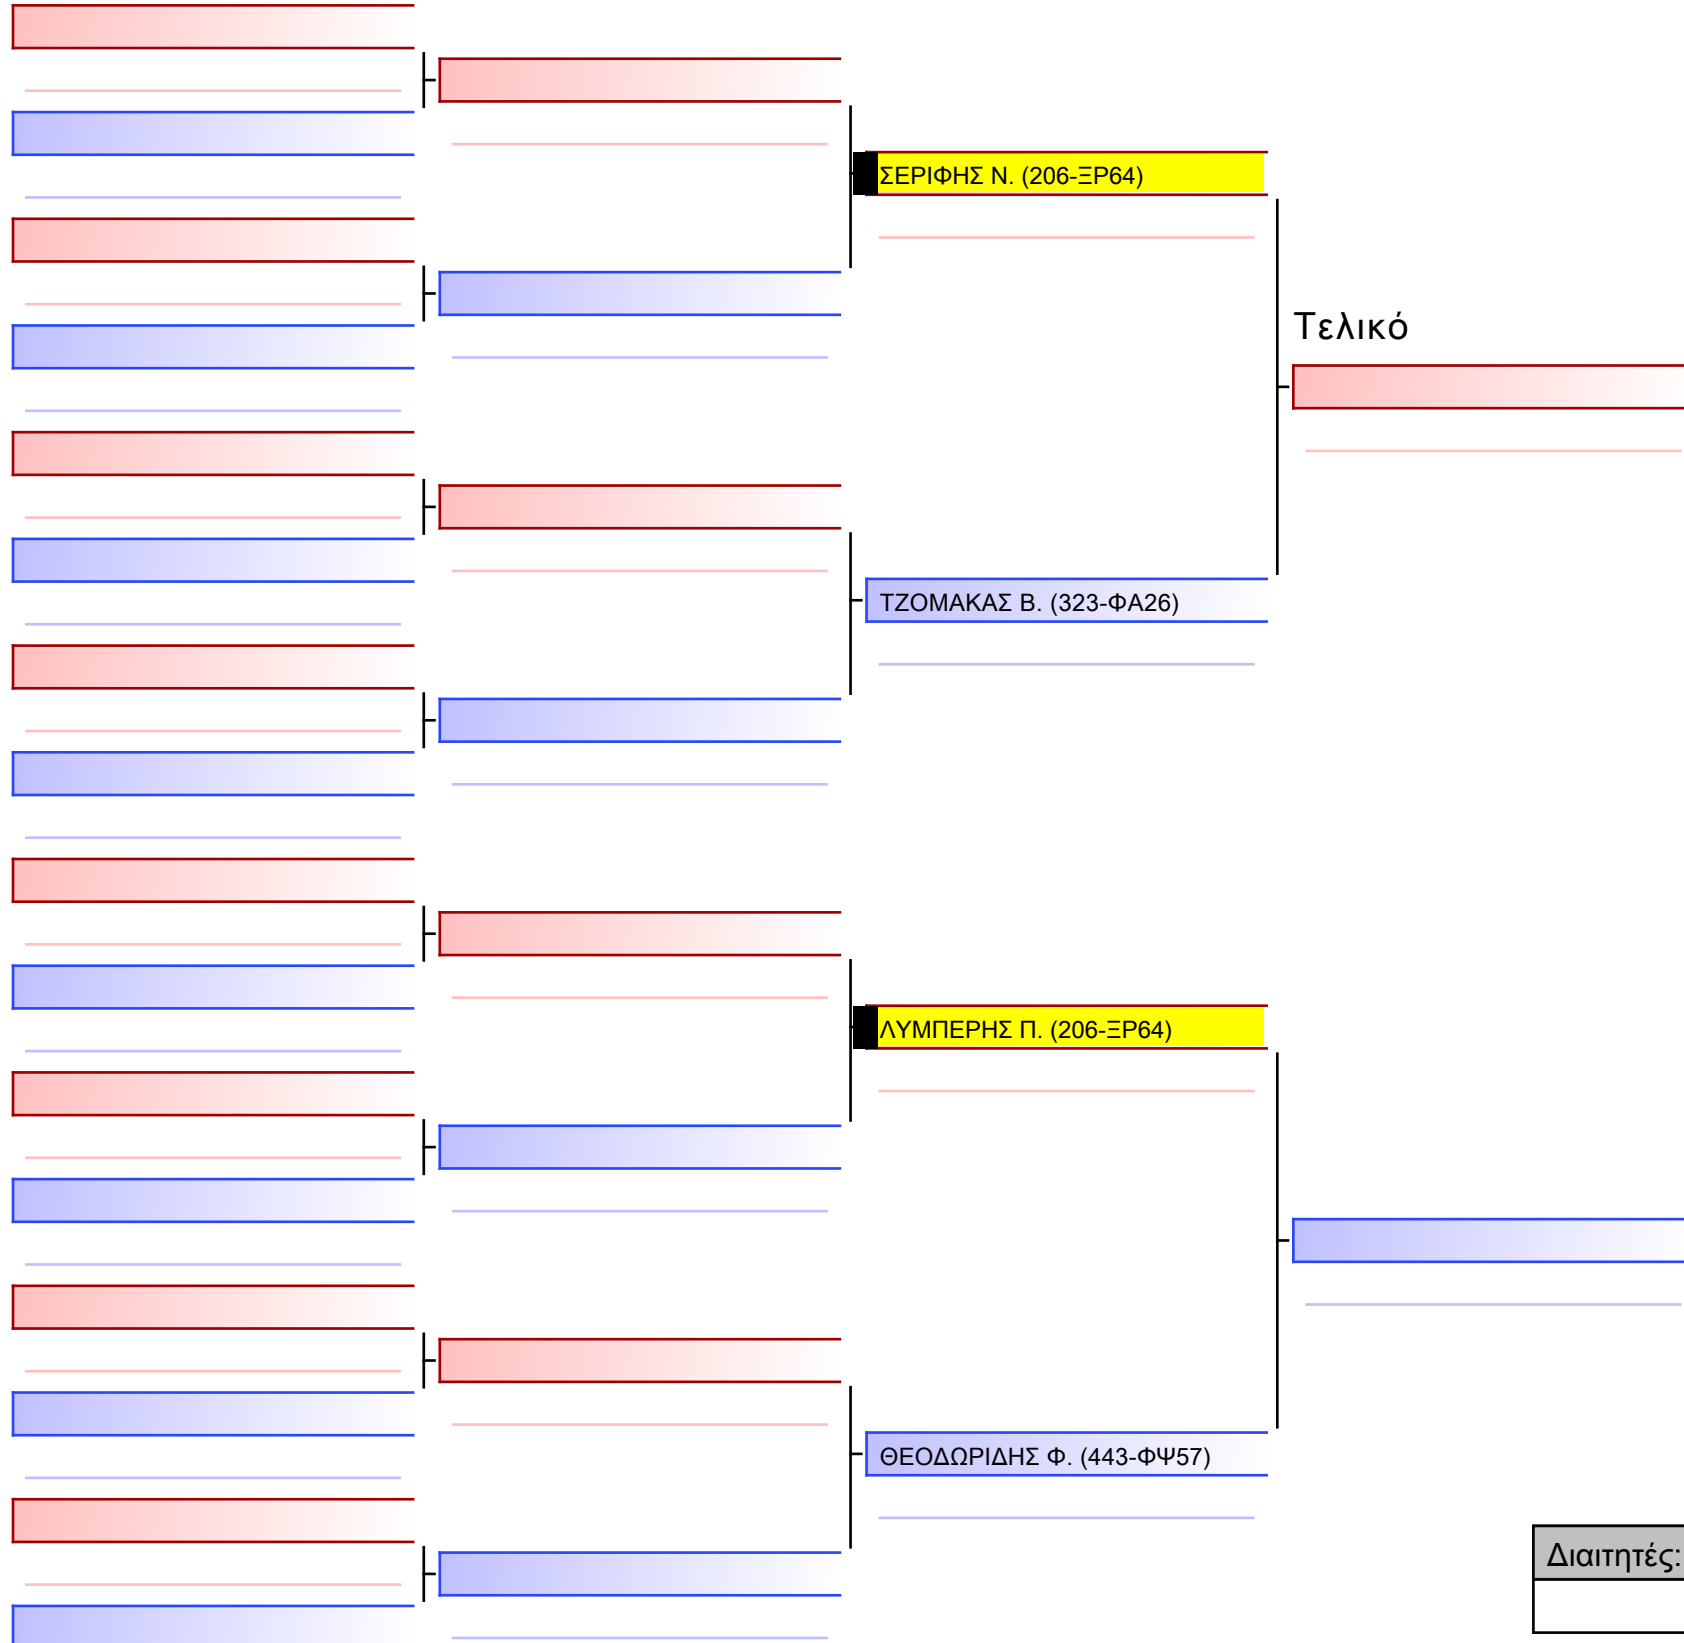 ΣΕΡΙΦΗΣ Ν. (206-ΞΡ64)
Τελικό
ΤΖΟΜΑΚΑΣ Β. (323-ΦΑ26)
ΛΥΜΠΕΡΗΣ Π. (206-ΞΡ64)
ΘΕΟΔΩΡΙΔΗΣ Φ. (443-ΦΨ57)
Διαιτητές: